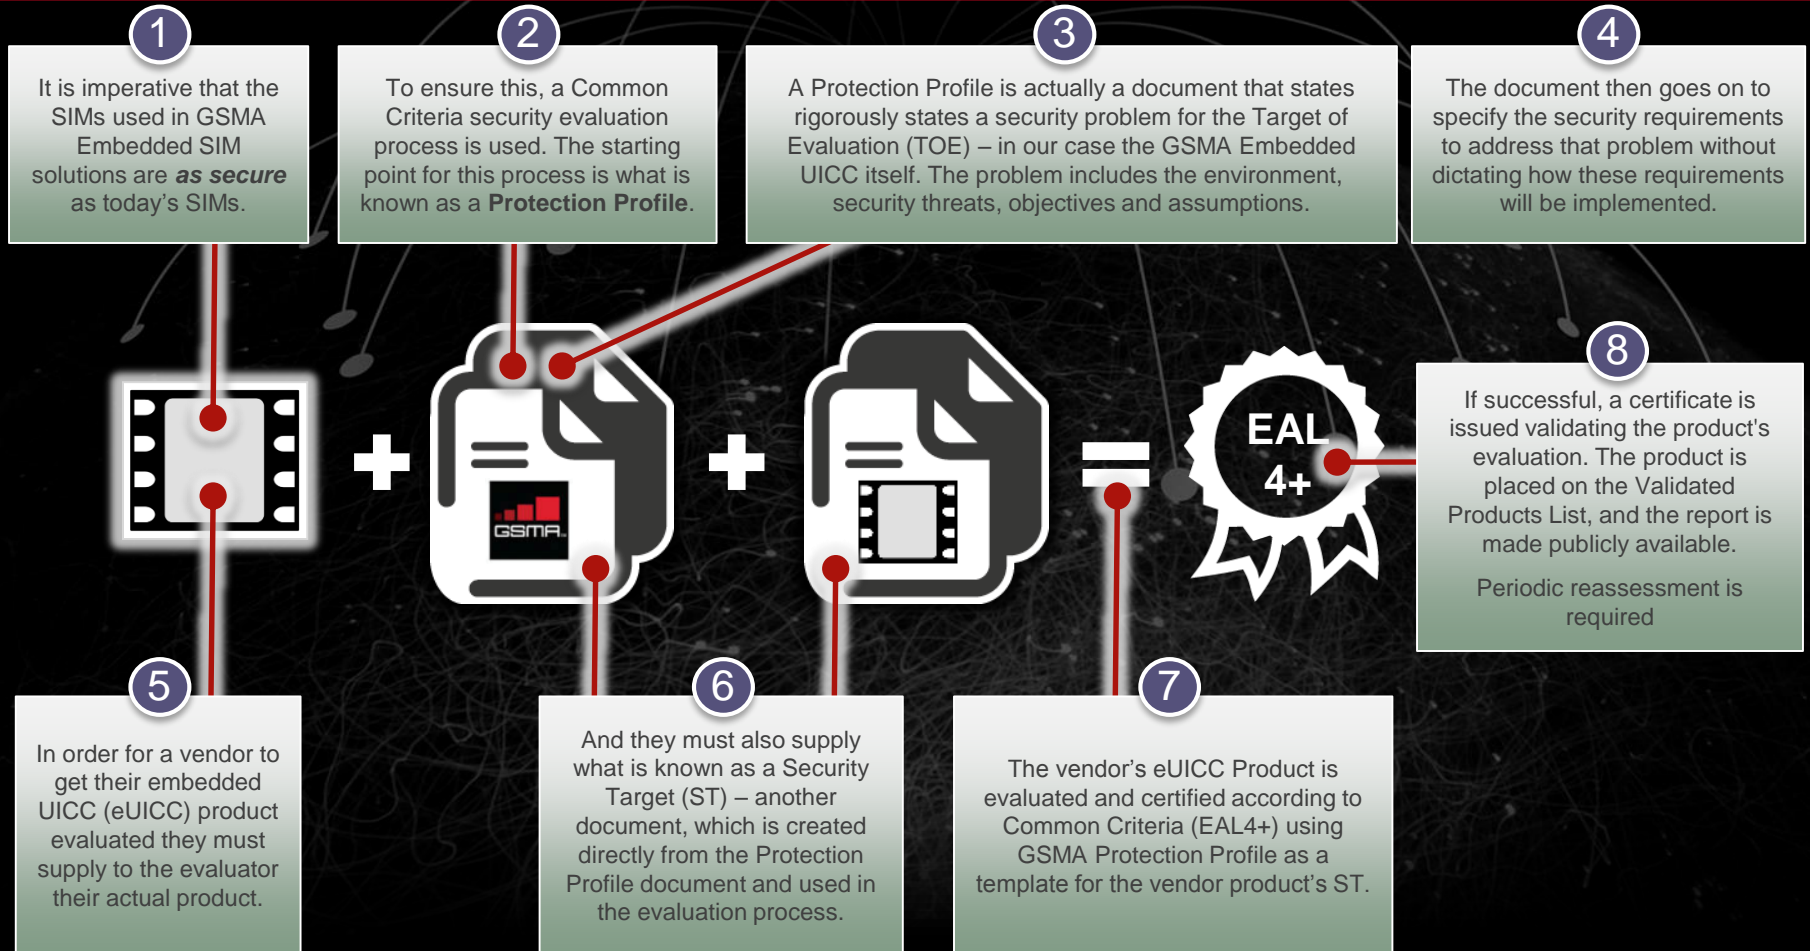 1
It is imperative that the
SIMs used in GSMA
Embedded SIM
solutions are as secure
as today's SIMs.
2
To ensure this, a Common
Criteria security evaluation
process is used. The starting
point for this process is what is
known as a Protection Profile.
3
A Protection Profile is actually a document that states
rigorously states a security problem for the Target of
Evaluation (TOE) – in our case the GSMA Embedded
UICC itself. The problem includes the environment,
security threats, objectives and assumptions.
4
The document then goes on to
specify the security requirements
to address that problem without
dictating how these requirements
will be implemented.
GSMA
EAL
4+
8
If successful, a certificate is
issued validating the product's
evaluation. The product is
placed on the Validated
Products List, and the report is
made publicly available.
Periodic reassessment is
required
5
In order for a vendor to
get their embedded
UICC (eUICC) product
evaluated they must
supply to the evaluator
their actual product.
6
And they must also supply
what is known as a Security
Target (ST) – another
document, which is created
directly from the Protection
Profile document and used in
the evaluation process.
7
The vendor's eUICC Product is
evaluated and certified according to
Common Criteria (EAL4+) using
GSMA Protection Profile as a
template for the vendor product's ST.